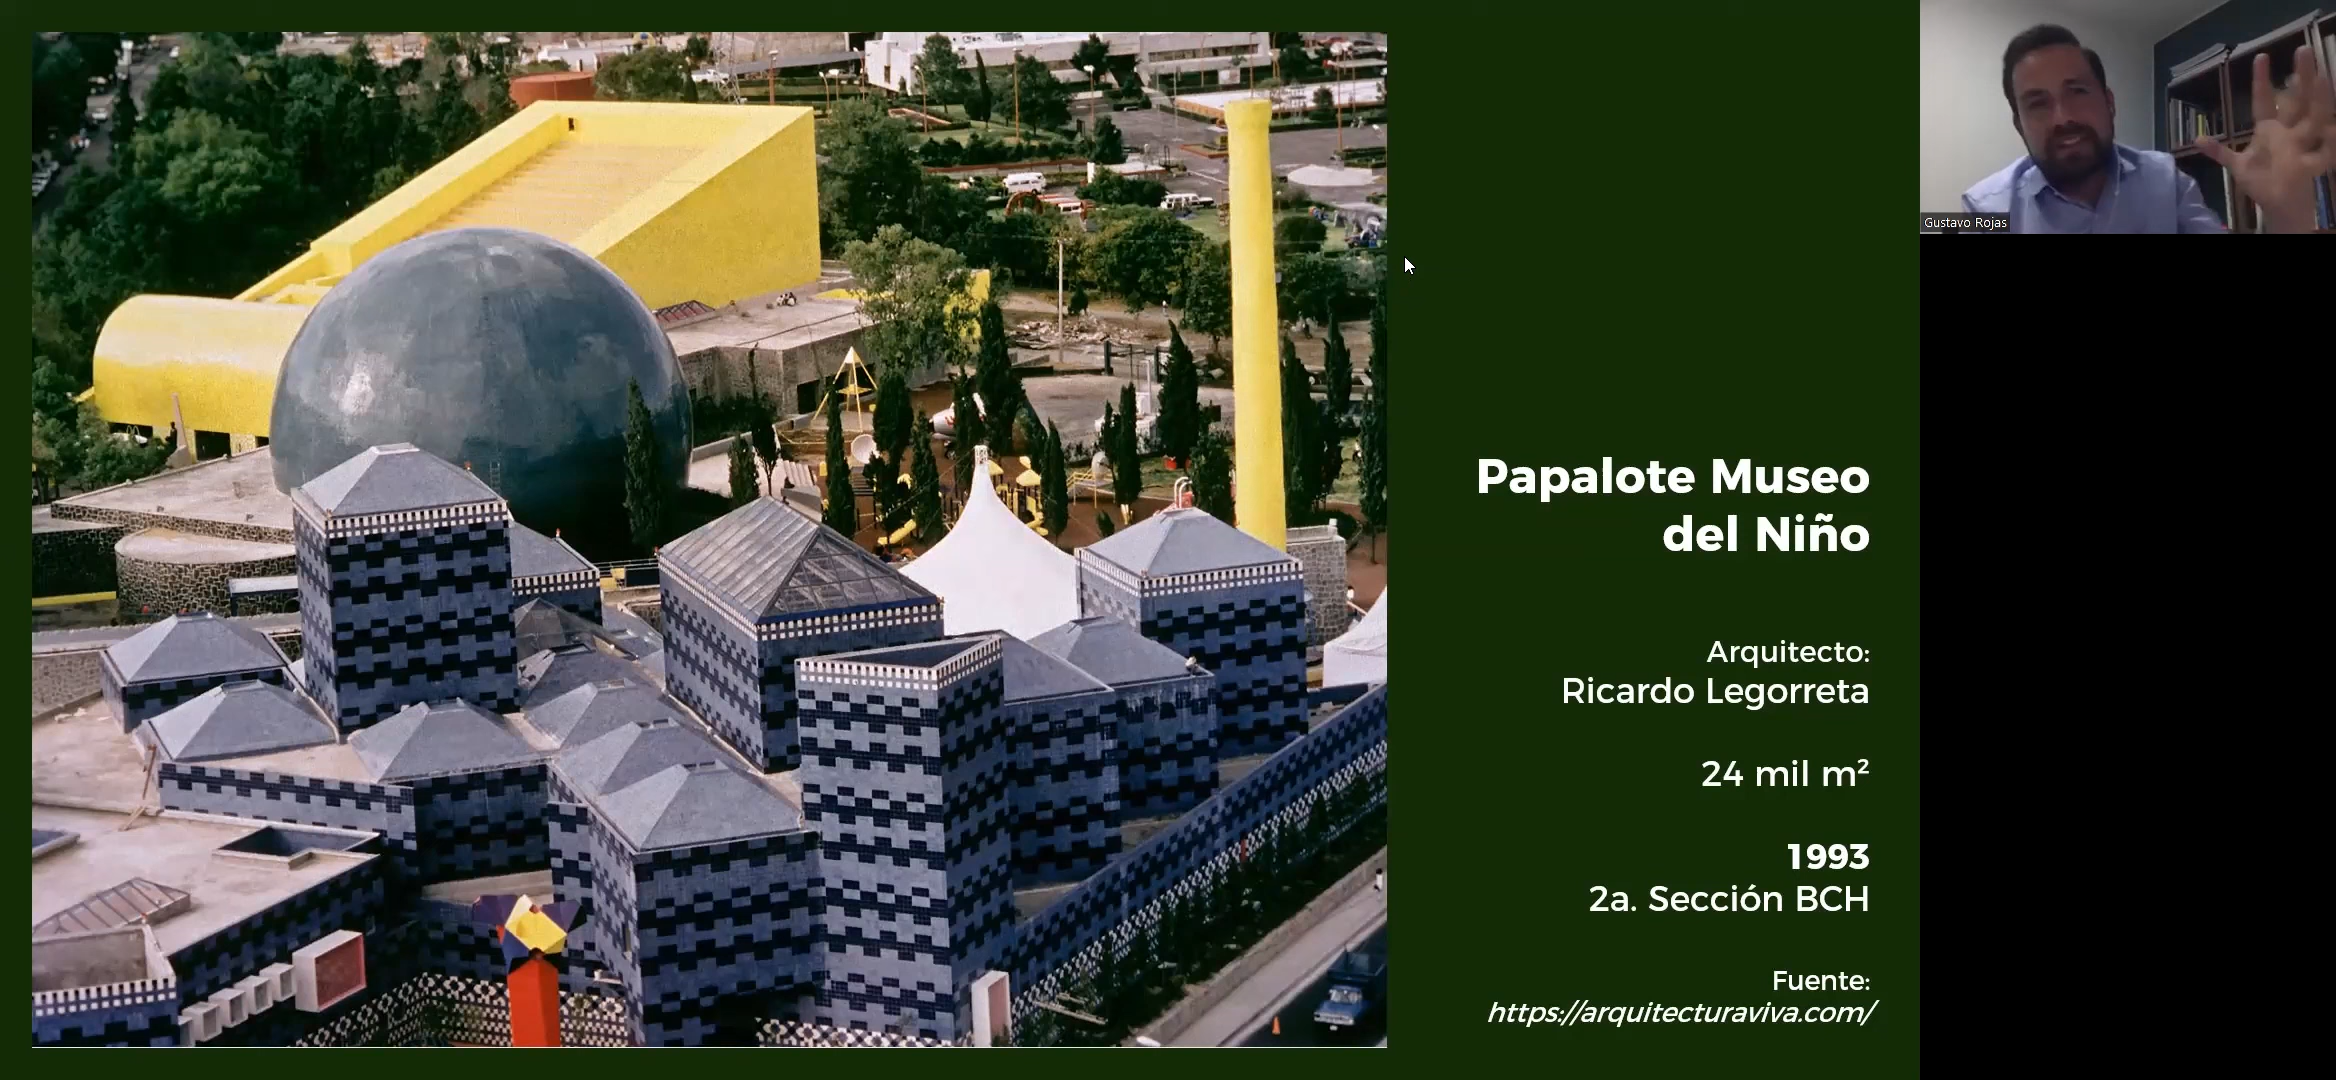 Papalote Museo
del Niño
Arquitecto:
Ricardo Legorreta
24 mil m²
1993
2a. Sección BCH
Fuente:
https://arquitecturaviva.com/
Gustavo Rojas